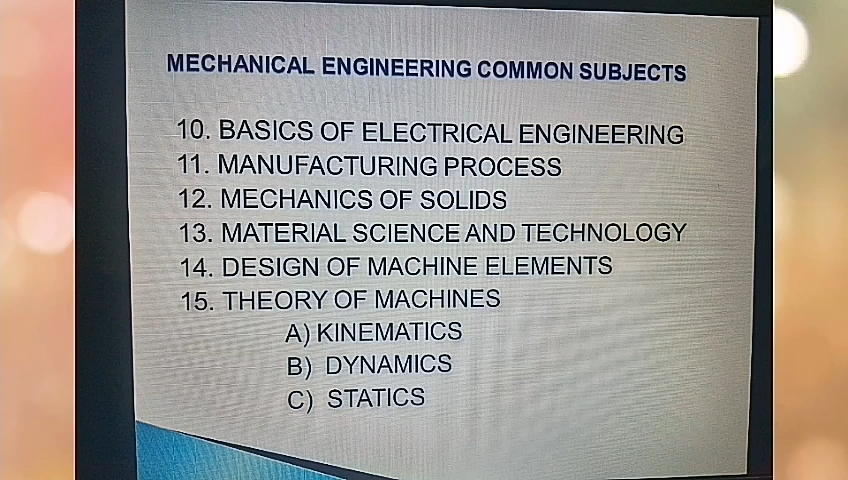 MECHANICAL ENGINEERING COMMON SUBJECTS
10. BASICS OF ELECTRICAL ENGINEERING
11. MANUFACTURING PROCESS
12. MECHANICS OF SOLIDS
13. MATERIAL SCIENCE AND TECHNOLOGY
14. DESIGN OF MACHINE ELEMENTS
15. THEORY OF MACHINES
A) KINEMATICS
B) DYNAMICS
C) STATICS